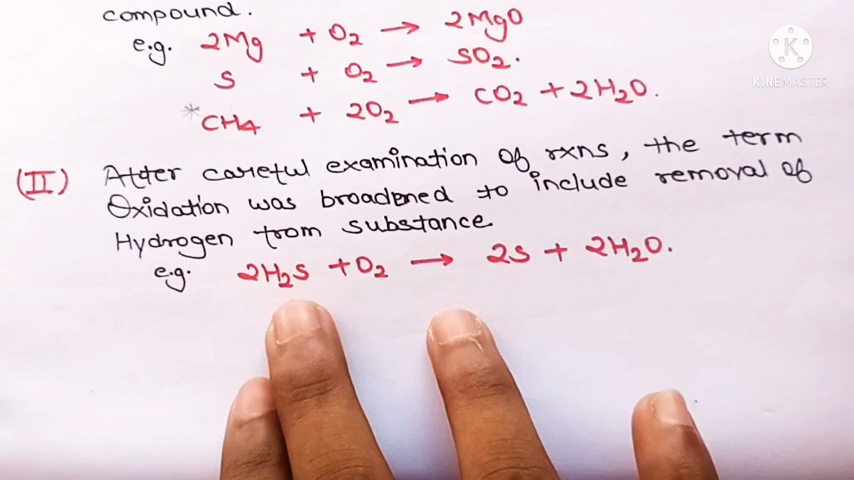 compound.
e.g. 2Mg + O₂ → 2MgO
S + O₂ → SO₂.
*CH₄ + 2O₂ → CO₂ + 2H₂O.
(II) After careful examination of rxns, the term
Oxidation was broadened to include removal of
Hydrogen from substance
e.g. 2H₂S + O₂ → 2S + 2H₂O.
K
KINEMASTER